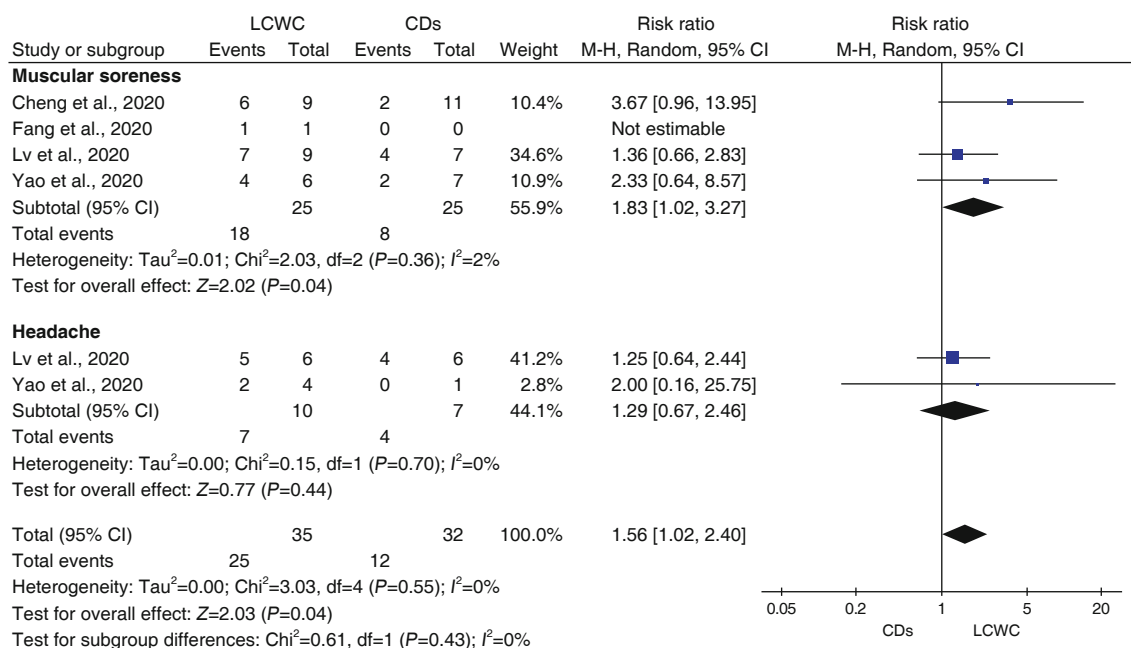 LCWC CDs Risk ratio Risk ratio
Study or subgroup Events Total Events Total Weight M-H, Random, 95% CI M-H, Random, 95% CI
Muscular soreness
Cheng et al., 2020 6 9 2 11 10.4% 3.67 [0.96, 13.95]
Fang et al., 2020 1 1 0 0 Not estimable
Lv et al., 2020 7 9 4 7 34.6% 1.36 [0.66, 2.83]
Yao et al., 2020 4 6 2 7 10.9% 2.33 [0.64, 8.57]
Subtotal (95% CI) 25 25 55.9% 1.83 [1.02, 3.27]
Total events 18 8
Heterogeneity: Tau²=0.01; Chi²=2.03, df=2 (P=0.36); I²=2%
Test for overall effect: Z=2.02 (P=0.04)
Headache
Lv et al., 2020 5 6 4 6 41.2% 1.25 [0.64, 2.44]
Yao et al., 2020 2 4 0 1 2.8% 2.00 [0.16, 25.75]
Subtotal (95% CI) 10 7 44.1% 1.29 [0.67, 2.46]
Total events 7 4
Heterogeneity: Tau²=0.00; Chi²=0.15, df=1 (P=0.70); I²=0%
Test for overall effect: Z=0.77 (P=0.44)
Total (95% CI) 35 32 100.0% 1.56 [1.02, 2.40]
Total events 25 12
Heterogeneity: Tau²=0.00; Chi²=3.03, df=4 (P=0.55); I²=0%
Test for overall effect: Z=2.03 (P=0.04)
Test for subgroup differences: Chi²=0.61, df=1 (P=0.43); I²=0%
0.05 0.2 1 5 20
CDs LCWC